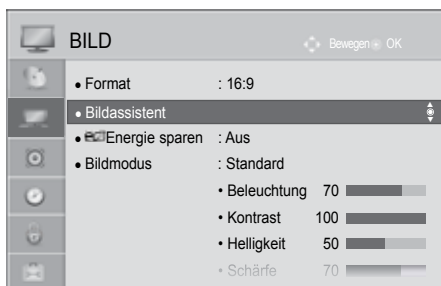 BILD
Bewegen OK
• Format : 16:9
• Bildassistent
• Energie sparen : Aus
• Bildmodus : Standard
• Beleuchtung 70
• Kontrast 100
• Helligkeit 50
• Schärfe 70